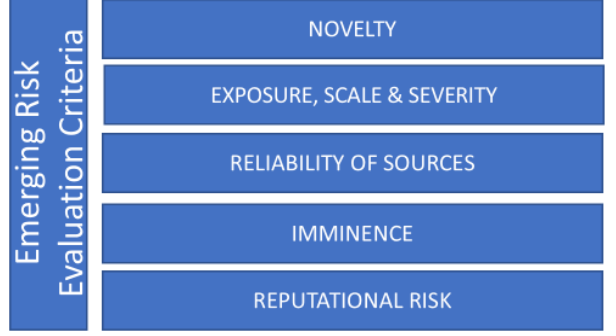 Emerging Risk
Evaluation Criteria
NOVELTY
EXPOSURE, SCALE & SEVERITY
RELIABILITY OF SOURCES
IMMINENCE
REPUTATIONAL RISK